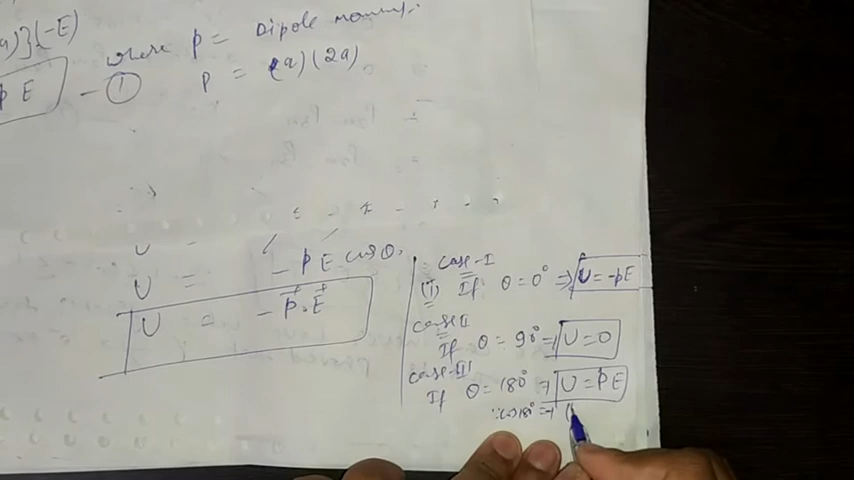 a)}(-E)
where p = Dipole
pE - ①
p = (a)(2a)
U = - pE cosθ.
U = - p⃗.E⃗
case-I
(i) If θ = 0° ⇒ U = -pE
case II
If θ = 90° ⇒ U = 0
case-III
If θ = 180° ⇒ U = PE
∵ cos 180° = -1 (